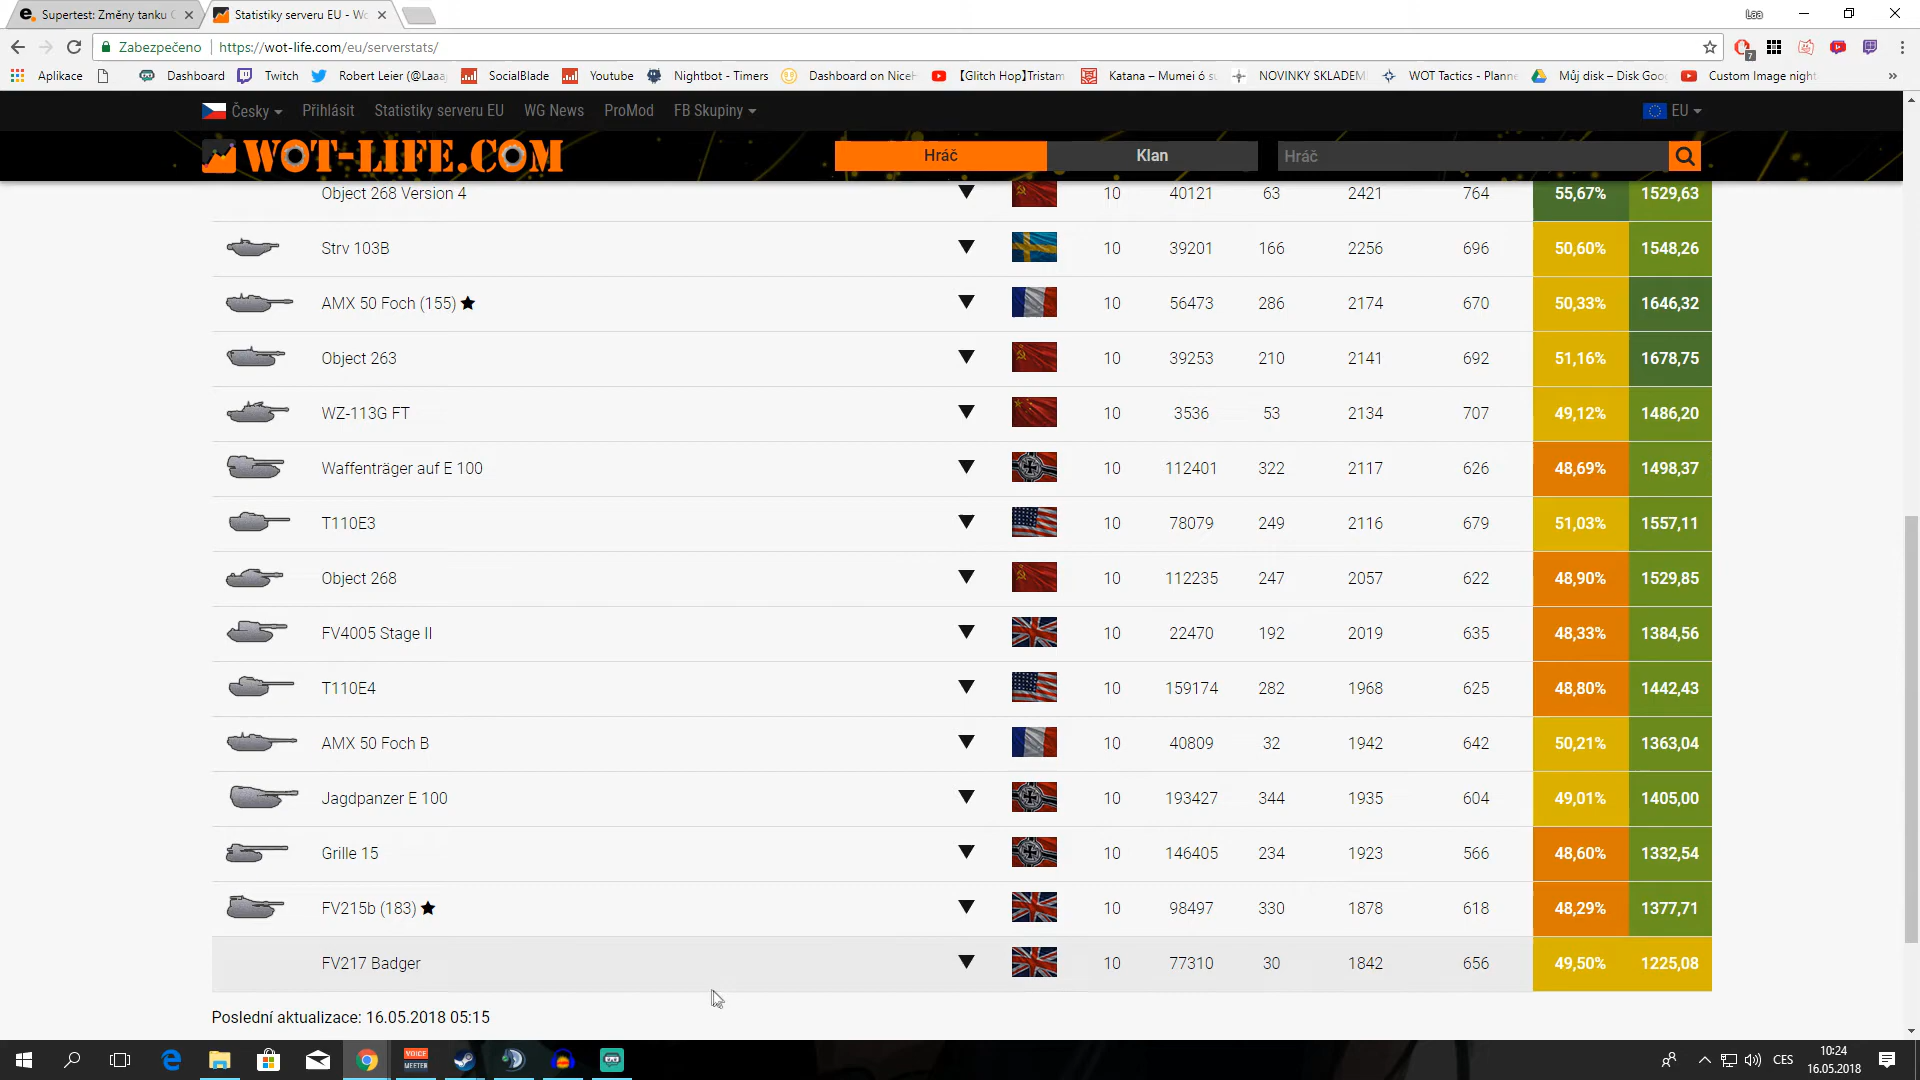 Supertest: Změny tanku
Statistiky serveru EU - Wo
Laa
Zabezpečeno | https://wot-life.com/eu/serverstats/
7
Aplikace Dashboard Twitch Robert Leier (@Laaa SocialBlade Youtube Nightbot - Timers Dashboard on Nice 【Glitch Hop】Tristam Katana – Mumei ó su NOVINKY SKLADEM WOT Tactics - Planne Můj disk – Disk Goo Custom Image night »
Česky Přihlásit Statistiky serveru EU WG News ProMod FB Skupiny EU
WOT-LIFE.COM Hráč Klan Hráč
Object 268 Version 4 10 40121 63 2421 764 55,67% 1529,63
Strv 103B 10 39201 166 2256 696 50,60% 1548,26
AMX 50 Foch (155) ★ 10 56473 286 2174 670 50,33% 1646,32
Object 263 10 39253 210 2141 692 51,16% 1678,75
WZ-113G FT 10 3536 53 2134 707 49,12% 1486,20
Waffenträger auf E 100 10 112401 322 2117 626 48,69% 1498,37
T110E3 10 78079 249 2116 679 51,03% 1557,11
Object 268 10 112235 247 2057 622 48,90% 1529,85
FV4005 Stage II 10 22470 192 2019 635 48,33% 1384,56
T110E4 10 159174 282 1968 625 48,80% 1442,43
AMX 50 Foch B 10 40809 32 1942 642 50,21% 1363,04
Jagdpanzer E 100 10 193427 344 1935 604 49,01% 1405,00
Grille 15 10 146405 234 1923 566 48,60% 1332,54
FV215b (183) ★ 10 98497 330 1878 618 48,29% 1377,71
FV217 Badger 10 77310 30 1842 656 49,50% 1225,08
Poslední aktualizace: 16.05.2018 05:15
VOICE MEETER
CES
10:24
16.05.2018